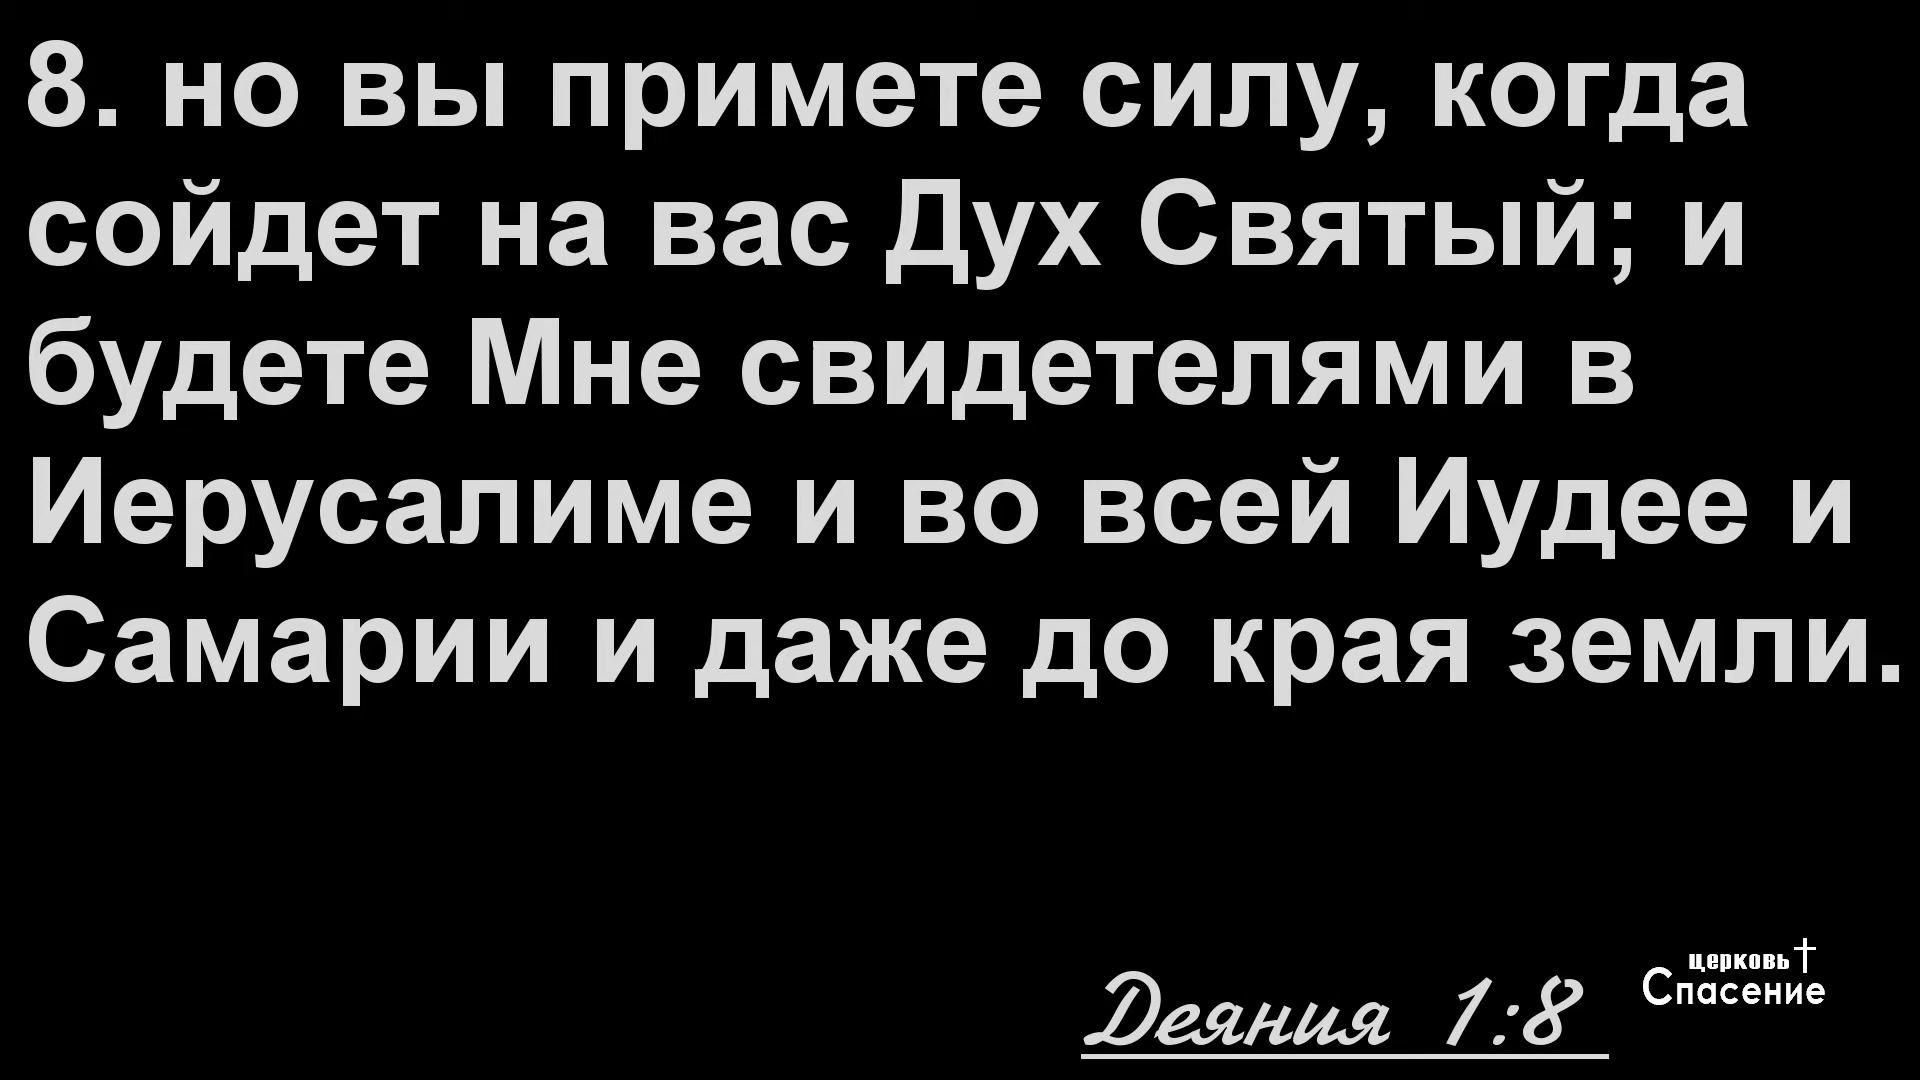 8. но вы примете силу, когда
сойдет на вас Дух Святый; и
будете Мне свидетелями в
Иерусалиме и во всей Иудее и
Самарии и даже до края земли.
Деяния 1:8
церковь
Спасение